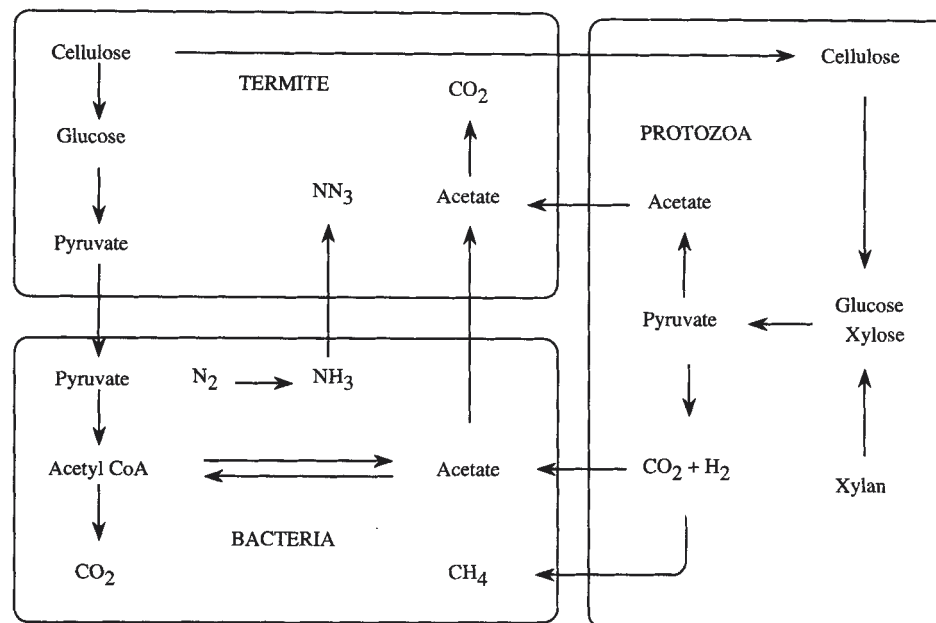 Cellulose
TERMITE
CO2
Glucose
NN3
Acetate
Pyruvate
Cellulose
PROTOZOA
Acetate
Pyruvate
Glucose
Xylose
CO2 + H2
Xylan
Pyruvate
N2
NH3
Acetyl CoA
Acetate
BACTERIA
CO2
CH4